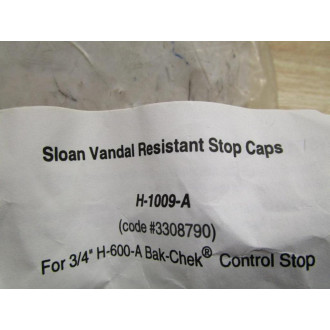 Sloan Vandal Resistant Stop Caps
H-1009-A
(code #3308790)
For 3/4" H-600-A Bak-Chek® Control Stop